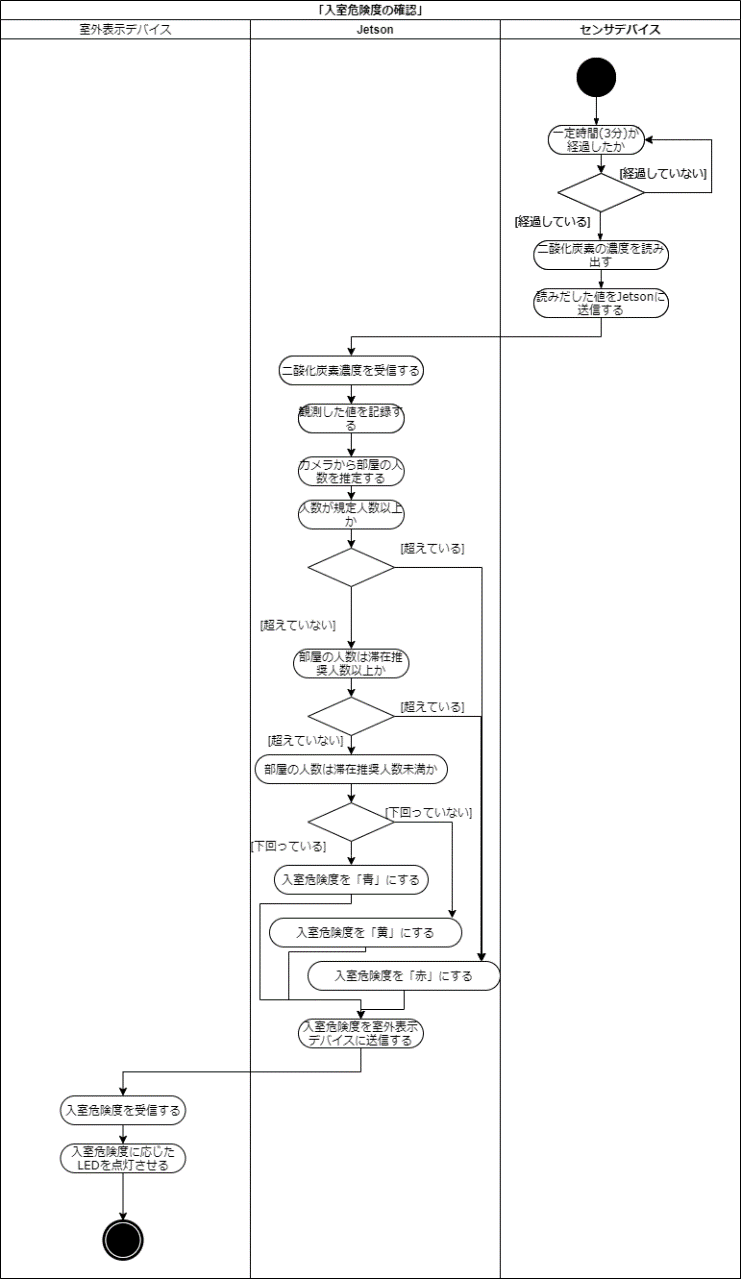 「入室危険度の確認」
室外表示デバイス
Jetson
センサデバイス
一定時間(3分)が
経過したか
[経過していない]
[経過している]
二酸化炭素の濃度を読み
出す
読みだした値をJetsonに
送信する
二酸化炭素濃度を受信する
観測した値を記録す
る
カメラから部屋の人
数を推定する
人数が規定人数以上
か
[超えている]
[超えていない]
部屋の人数は滞在推
奨人数以上か
[超えている]
[超えていない]
部屋の人数は滞在推奨人数未満か
[下回っていない]
[下回っている]
入室危険度を「青」にする
入室危険度を「黄」にする
入室危険度を「赤」にする
入室危険度を室外表示
デバイスに送信する
入室危険度を受信する
入室危険度に応じた
LEDを点灯させる